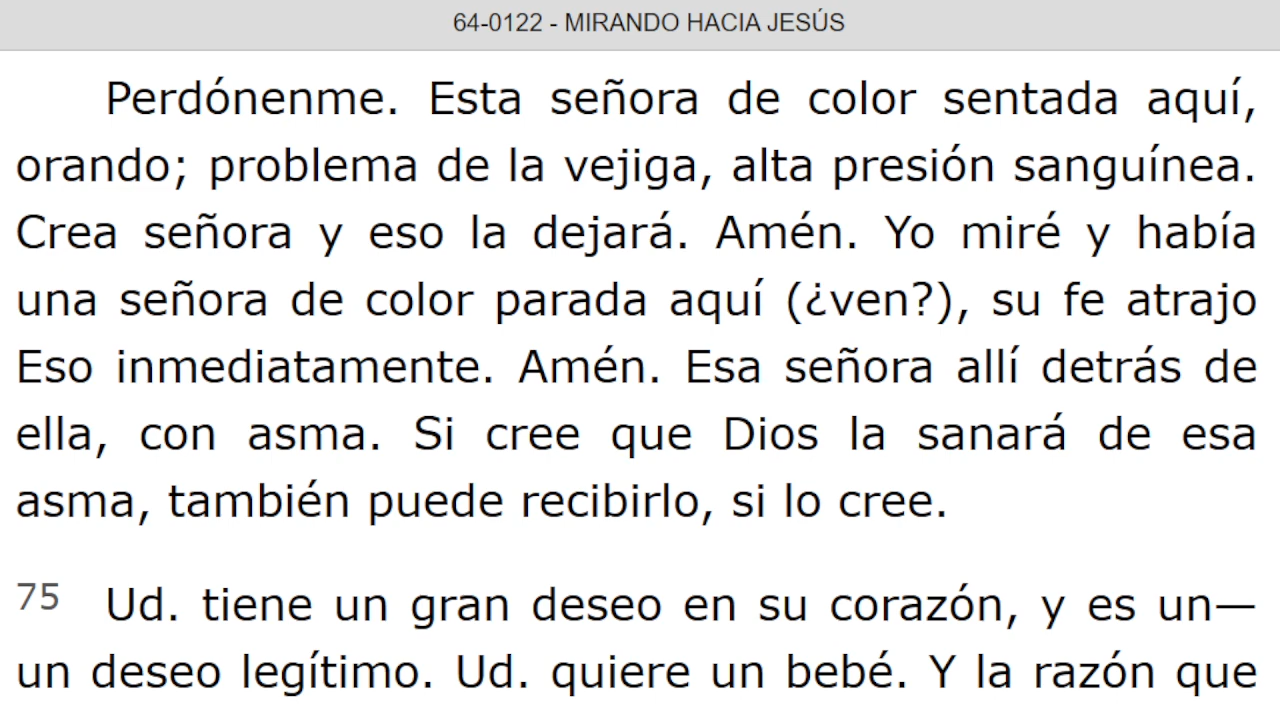 64-0122 - MIRANDO HACIA JESÚS
Perdónenme. Esta señora de color sentada aquí,
orando; problema de la vejiga, alta presión sanguínea.
Crea señora y eso la dejará. Amén. Yo miré y había
una señora de color parada aquí (¿ven?), su fe atrajo
Eso inmediatamente. Amén. Esa señora allí detrás de
ella, con asma. Si cree que Dios la sanará de esa
asma, también puede recibirlo, si lo cree.
75 Ud. tiene un gran deseo en su corazón, y es un—
un deseo legítimo. Ud. quiere un bebé. Y la razón que